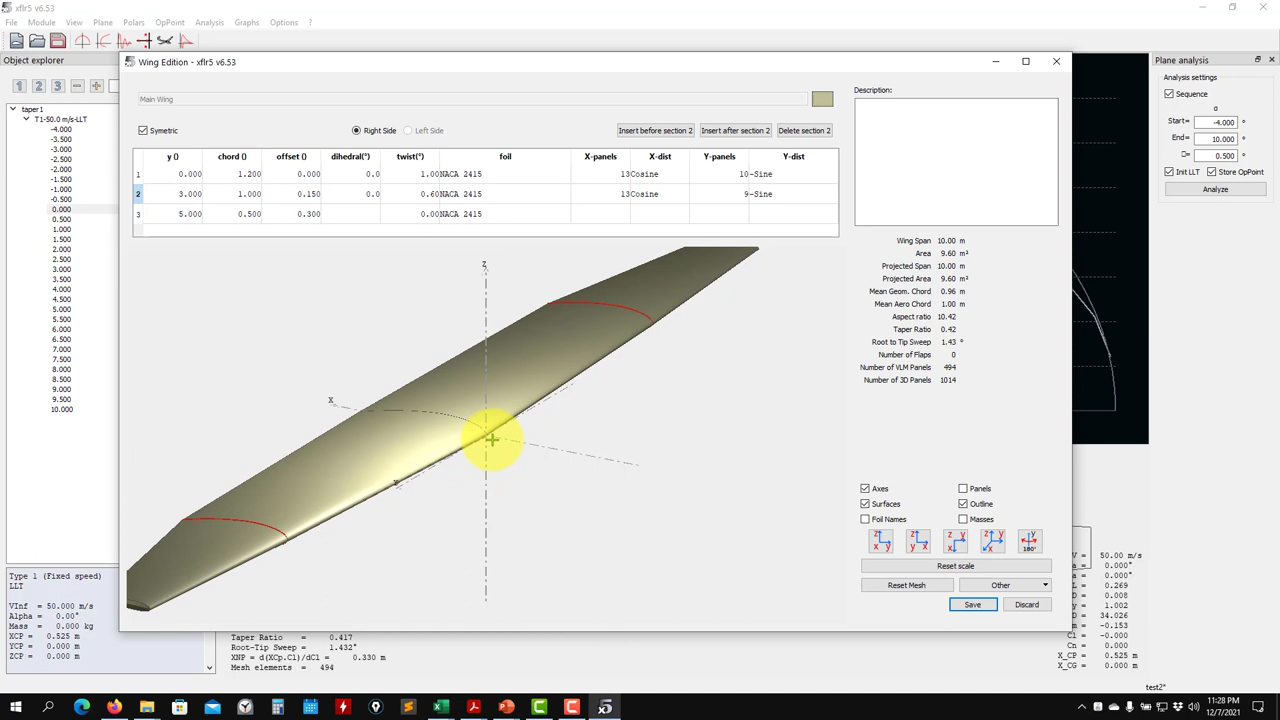 xflr5 v6.53
File Module View Plane Polars OpPoint Analysis Graphs Options ?
Object explorer
1 2 3
taper1
T1-50.0 m/s-LLT
-4.000
-3.000
-2.500
-2.000
-1.500
-1.000
-0.500
0.000
0.500
1.000
1.500
2.000
2.500
3.000
3.500
4.000
4.500
5.000
5.500
6.000
6.500
7.000
7.500
8.000
8.500
9.000
9.500
10.000
Type 1 (Fixed speed)
LLT
VInf = 50.000 m/s
Alpha = 0.00°
Mass = 0.000 kg
XCP = 0.525 m
YCP = 0.000 m
ZCP = 0.000 m
Wing Edition - xflr5 v6.53
Main Wing
Symetric
Right Side Left Side
Insert before section 2 Insert after section 2 Delete section 2
y () chord () offset () dihedral(°) twist(°) foil X-panels X-dist Y-panels Y-dist
1 0.000 1.200 0.000 0.0 1.00 NACA 2415 13 Cosine 10 -Sine
2 3.000 1.000 0.150 0.0 0.60 NACA 2415 13 Cosine 9 -Sine
3 5.000 0.500 0.300 0.00 NACA 2415
Z
X
Description:
Wing Span 10.00 m
Area 9.60 m²
Projected Span 10.00 m
Projected Area 9.60 m²
Mean Geom. Chord 0.96 m
Mean Aero Chord 1.00 m
Aspect ratio 10.42
Taper Ratio 0.42
Root to Tip Sweep 1.43 °
Number of Flaps 0
Number of VLM Panels 494
Number of 3D Panels 1014
Axes Panels
Surfaces Outline
Foil Names Masses
Reset scale
Reset Mesh Other
Save Discard
Taper Ratio = 0.417
Root-Tip Sweep = 1.432°
XNP = d(XCp.Cl)/dCl = 0.339 m
Mesh elements = 494
Plane analysis
Analysis settings
Sequence
α
Start= -4.000 °
End= 10.000 °
0.500 °
Init LLT Store OpPoint
Analyze
V = 50.00 m/s
a = 0.000°
a = 0.000°
L = 0.269
D = 0.008
y = 1.002
D = 34.026
m = -0.153
Cl = -0.000
Cn = 0.000
X_CP = 0.525 m
X_CG = 0.000 m
test2*
11:28 PM
12/7/2021